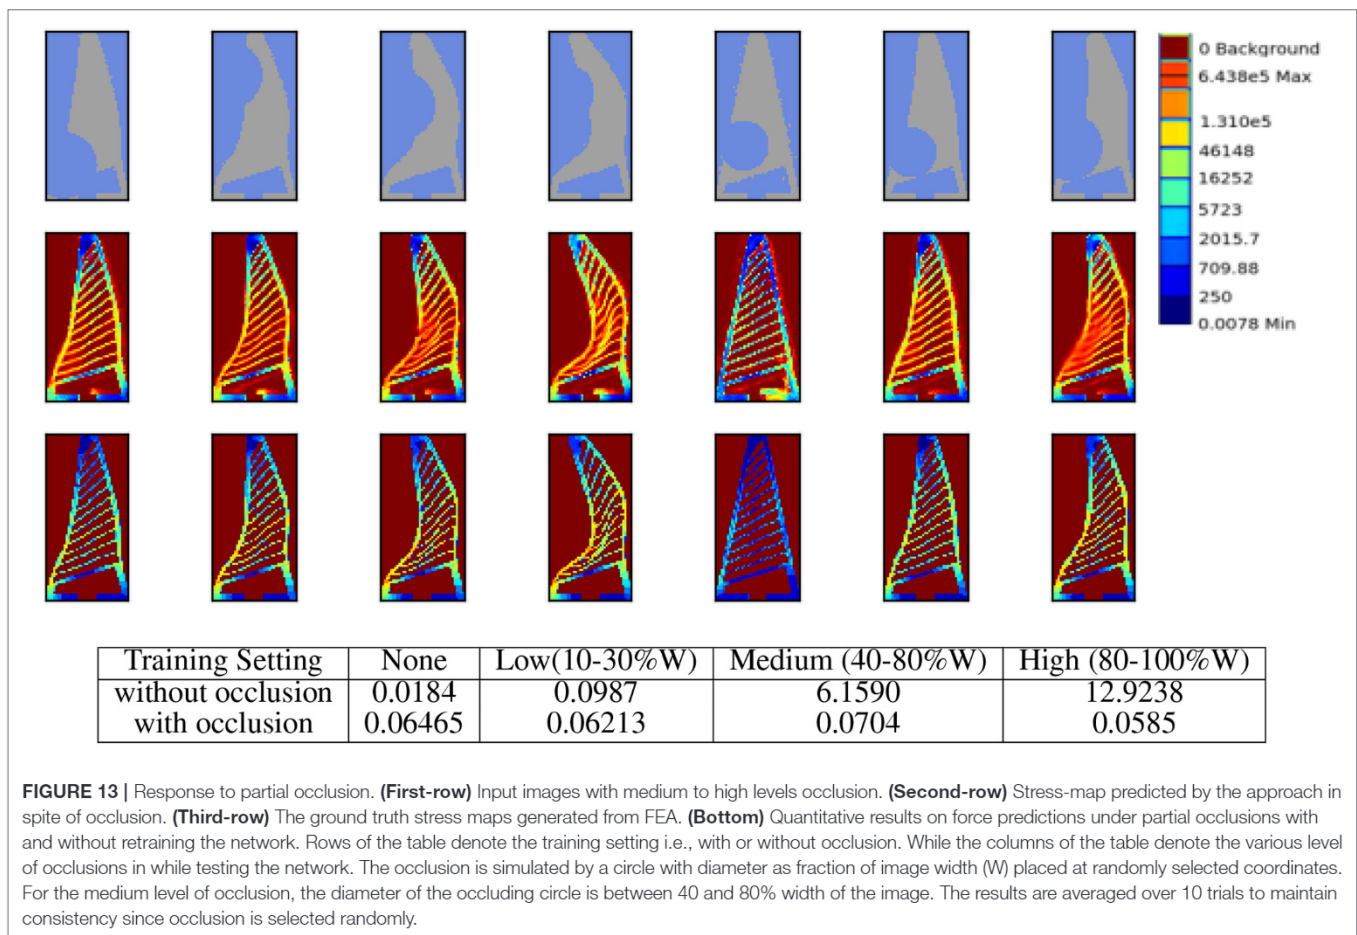 0 Background
6.438e5 Max
1.310e5
46148
16252
5723
2015.7
709.88
250
0.0078 Min
Training Setting None Low(10-30%W) Medium (40-80%W) High (80-100%W)
without occlusion 0.0184 0.0987 6.1590 12.9238
with occlusion 0.06465 0.06213 0.0704 0.0585
FIGURE 13 | Response to partial occlusion. (First-row) Input images with medium to high levels occlusion. (Second-row) Stress-map predicted by the approach in
spite of occlusion. (Third-row) The ground truth stress maps generated from FEA. (Bottom) Quantitative results on force predictions under partial occlusions with
and without retraining the network. Rows of the table denote the training setting i.e., with or without occlusion. While the columns of the table denote the various level
of occlusions in while testing the network. The occlusion is simulated by a circle with diameter as fraction of image width (W) placed at randomly selected coordinates.
For the medium level of occlusion, the diameter of the occluding circle is between 40 and 80% width of the image. The results are averaged over 10 trials to maintain
consistency since occlusion is selected randomly.